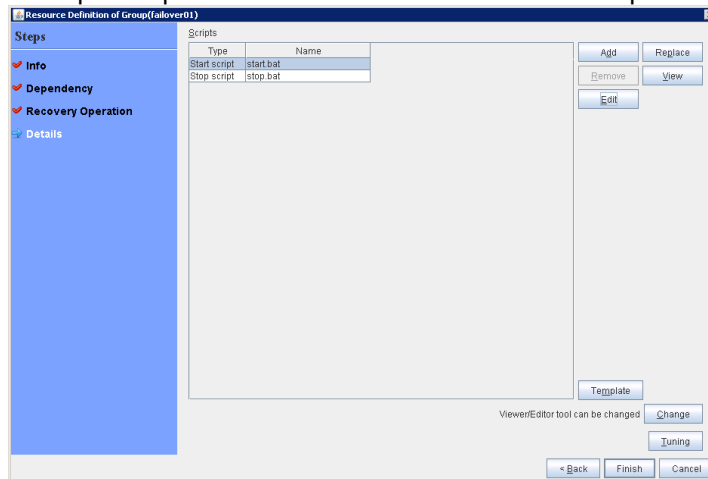 Resource Definition of Group(failover01)
Steps
Info
Dependency
Recovery Operation
Details
Scripts
Type Name
Start script start.bat
Stop script stop.bat
Add Replace
Remove View
Edit
Template
Viewer/Editor tool can be changed Change
Tuning
< Back Finish Cancel